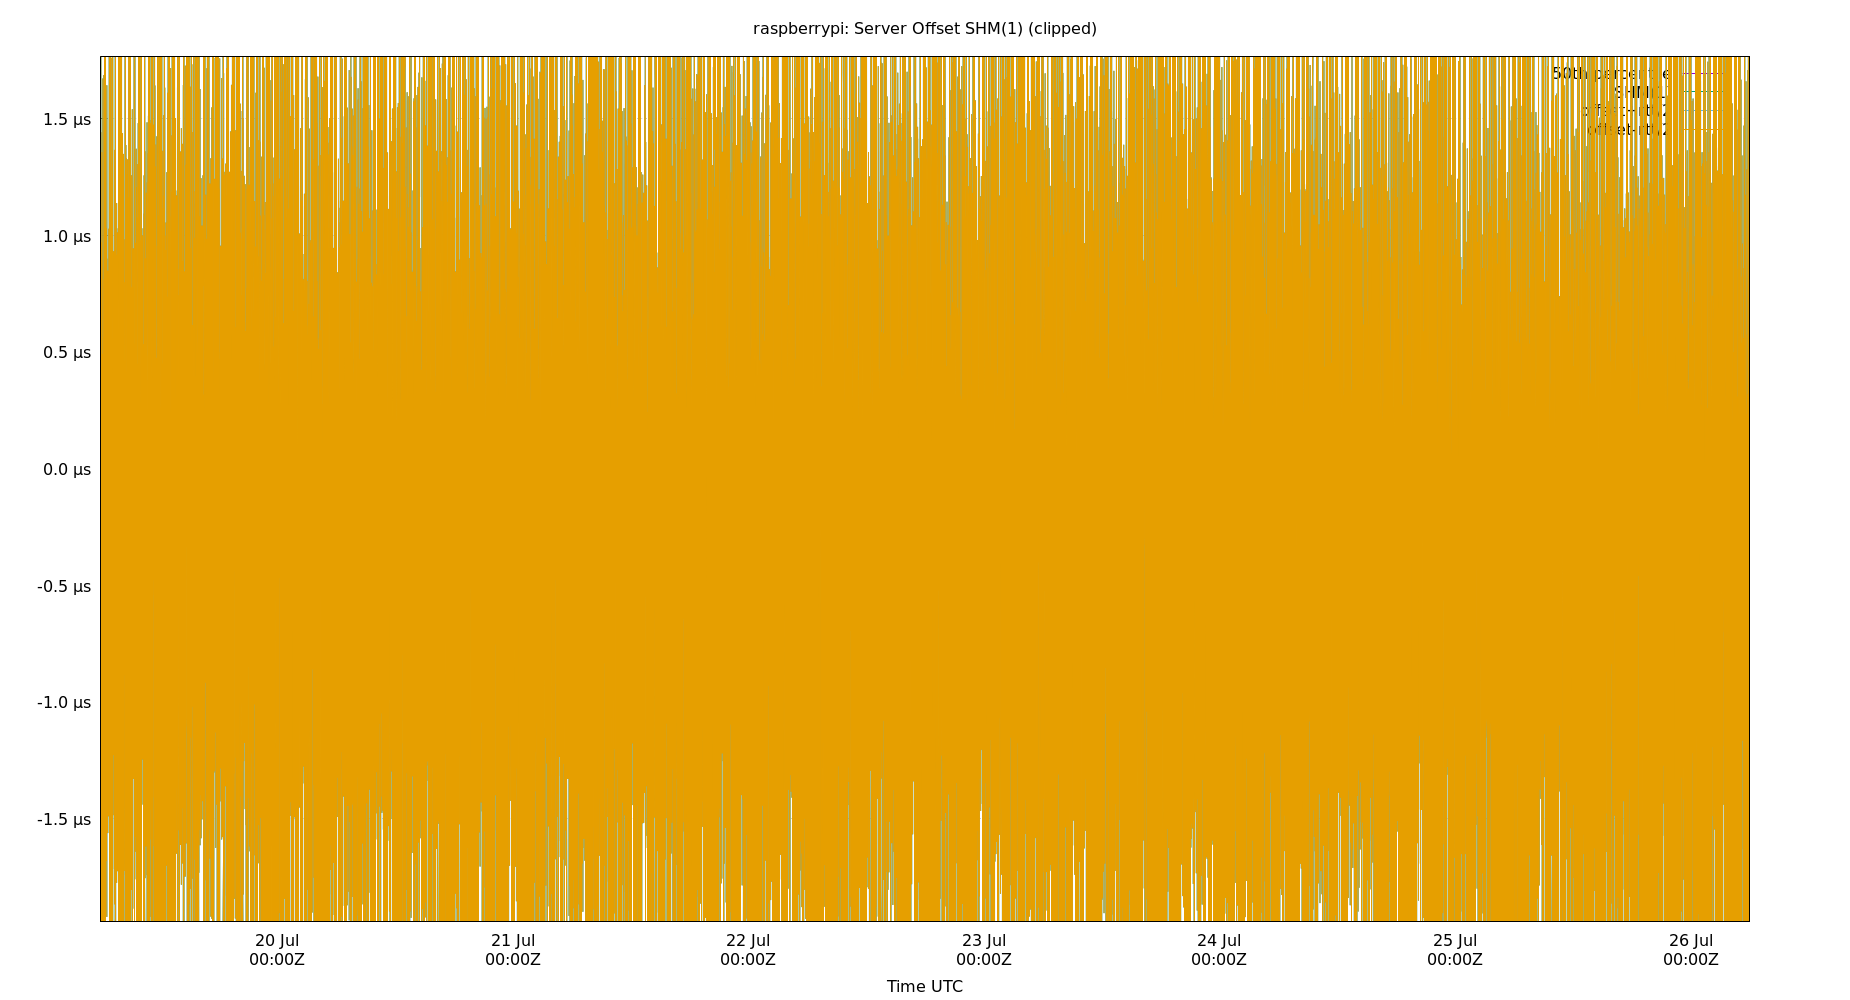 raspberrypi: Server Offset SHM(1) (clipped)
1.5 µs
1.0 µs
0.5 µs
0.0 µs
-0.5 µs
-1.0 µs
-1.5 µs
20 Jul 21 Jul 22 Jul 23 Jul 24 Jul 25 Jul 26 Jul
00:00Z 00:00Z 00:00Z 00:00Z 00:00Z 00:00Z 00:00Z
Time UTC